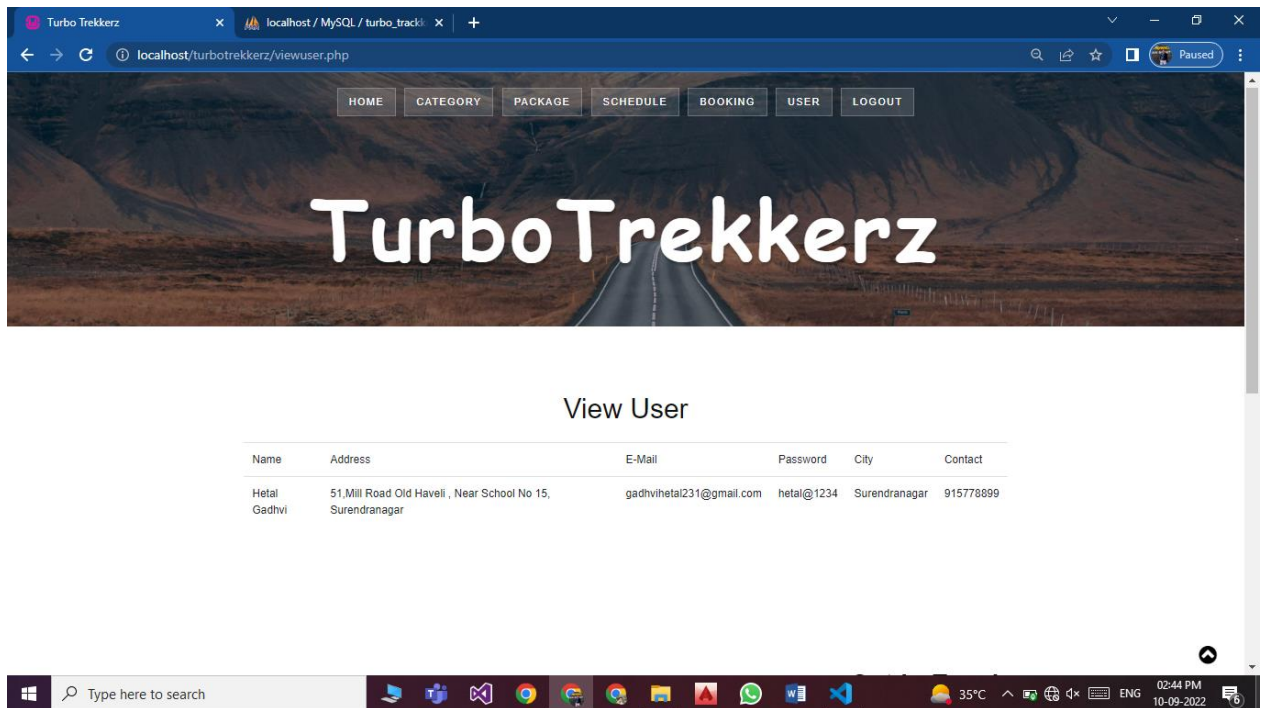 Turbo Trekkerz
localhost / MySQL / turbo_trackk
localhost/turbotrekkerz/viewuser.php
Paused
HOME CATEGORY PACKAGE SCHEDULE BOOKING USER LOGOUT
TurboTrekkerz
View User
Name Address E-Mail Password City Contact
Hetal 51,Mill Road Old Haveli , Near School No 15, gadhvihetal231@gmail.com hetal@1234 Surendranagar 915778899
Gadhvi Surendranagar
Type here to search
35°C
ENG
02:44 PM
10-09-2022
6